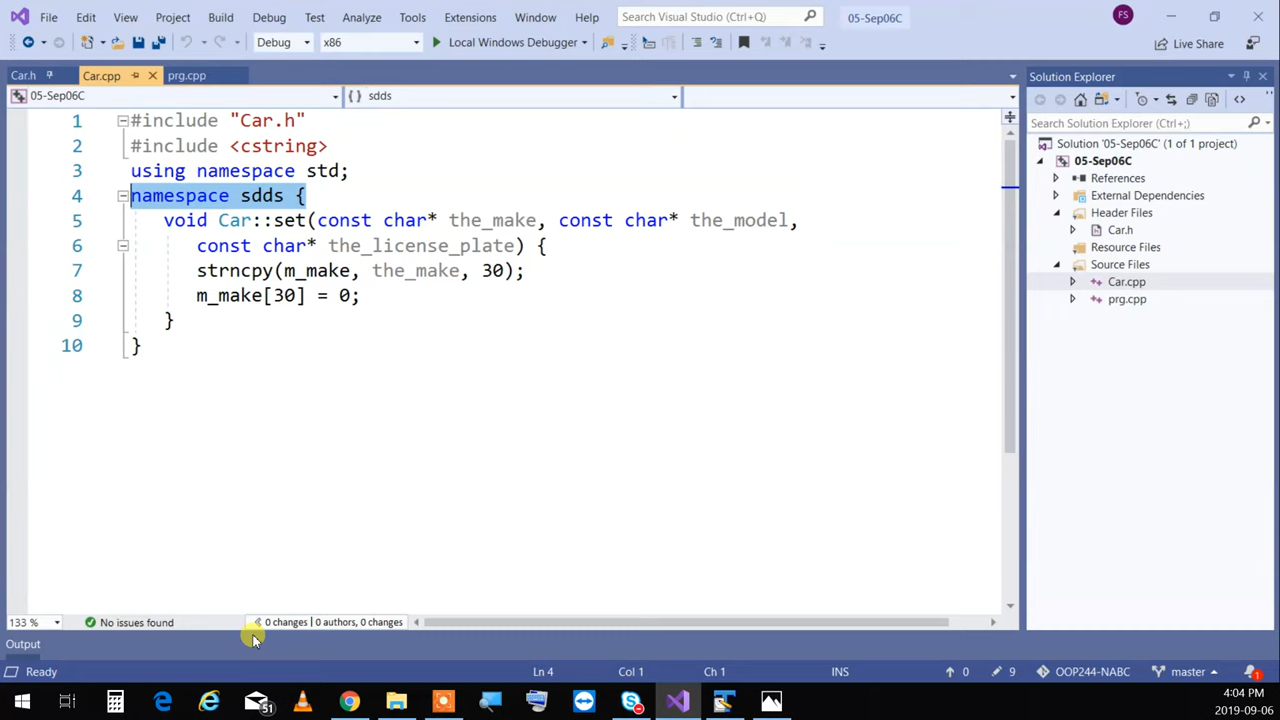 File Edit View Project Build Debug Test Analyze Tools Extensions Window Help Search Visual Studio (Ctrl+Q) 05-Sep06C FS
Debug x86 Local Windows Debugger Live Share
Car.h Car.cpp prg.cpp
05-Sep06C {} sdds
1 #include "Car.h"
2 #include <cstring>
3 using namespace std;
4 namespace sdds {
5 void Car::set(const char* the_make, const char* the_model,
6 const char* the_license_plate) {
7 strncpy(m_make, the_make, 30);
8 m_make[30] = 0;
9 }
10 }
Solution Explorer
Search Solution Explorer (Ctrl+;)
Solution '05-Sep06C' (1 of 1 project)
05-Sep06C
References
External Dependencies
Header Files
Car.h
Resource Files
Source Files
Car.cpp
prg.cpp
133 % No issues found 0 changes | 0 authors, 0 changes
Output
Ready Ln 4 Col 1 Ch 1 INS 0 9 OOP244-NABC master 1
51 4:04 PM
2019-09-06